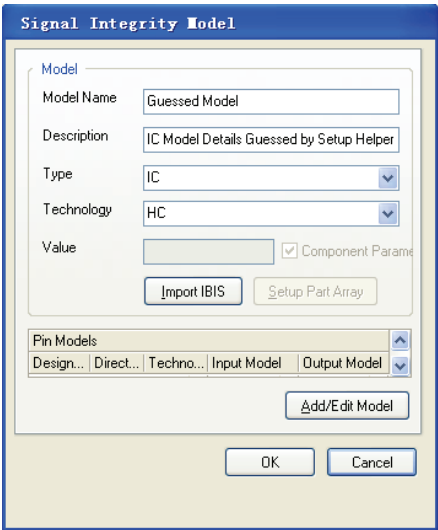 Signal Integrity Model
Model
Model Name Guessed Model
Description IC Model Details Guessed by Setup Helper
Type IC
Technology HC
Value Component Parame
Import IBIS Setup Part Array
Pin Models
Design... Direct... Techno... Input Model Output Model
Add/Edit Model
OK Cancel